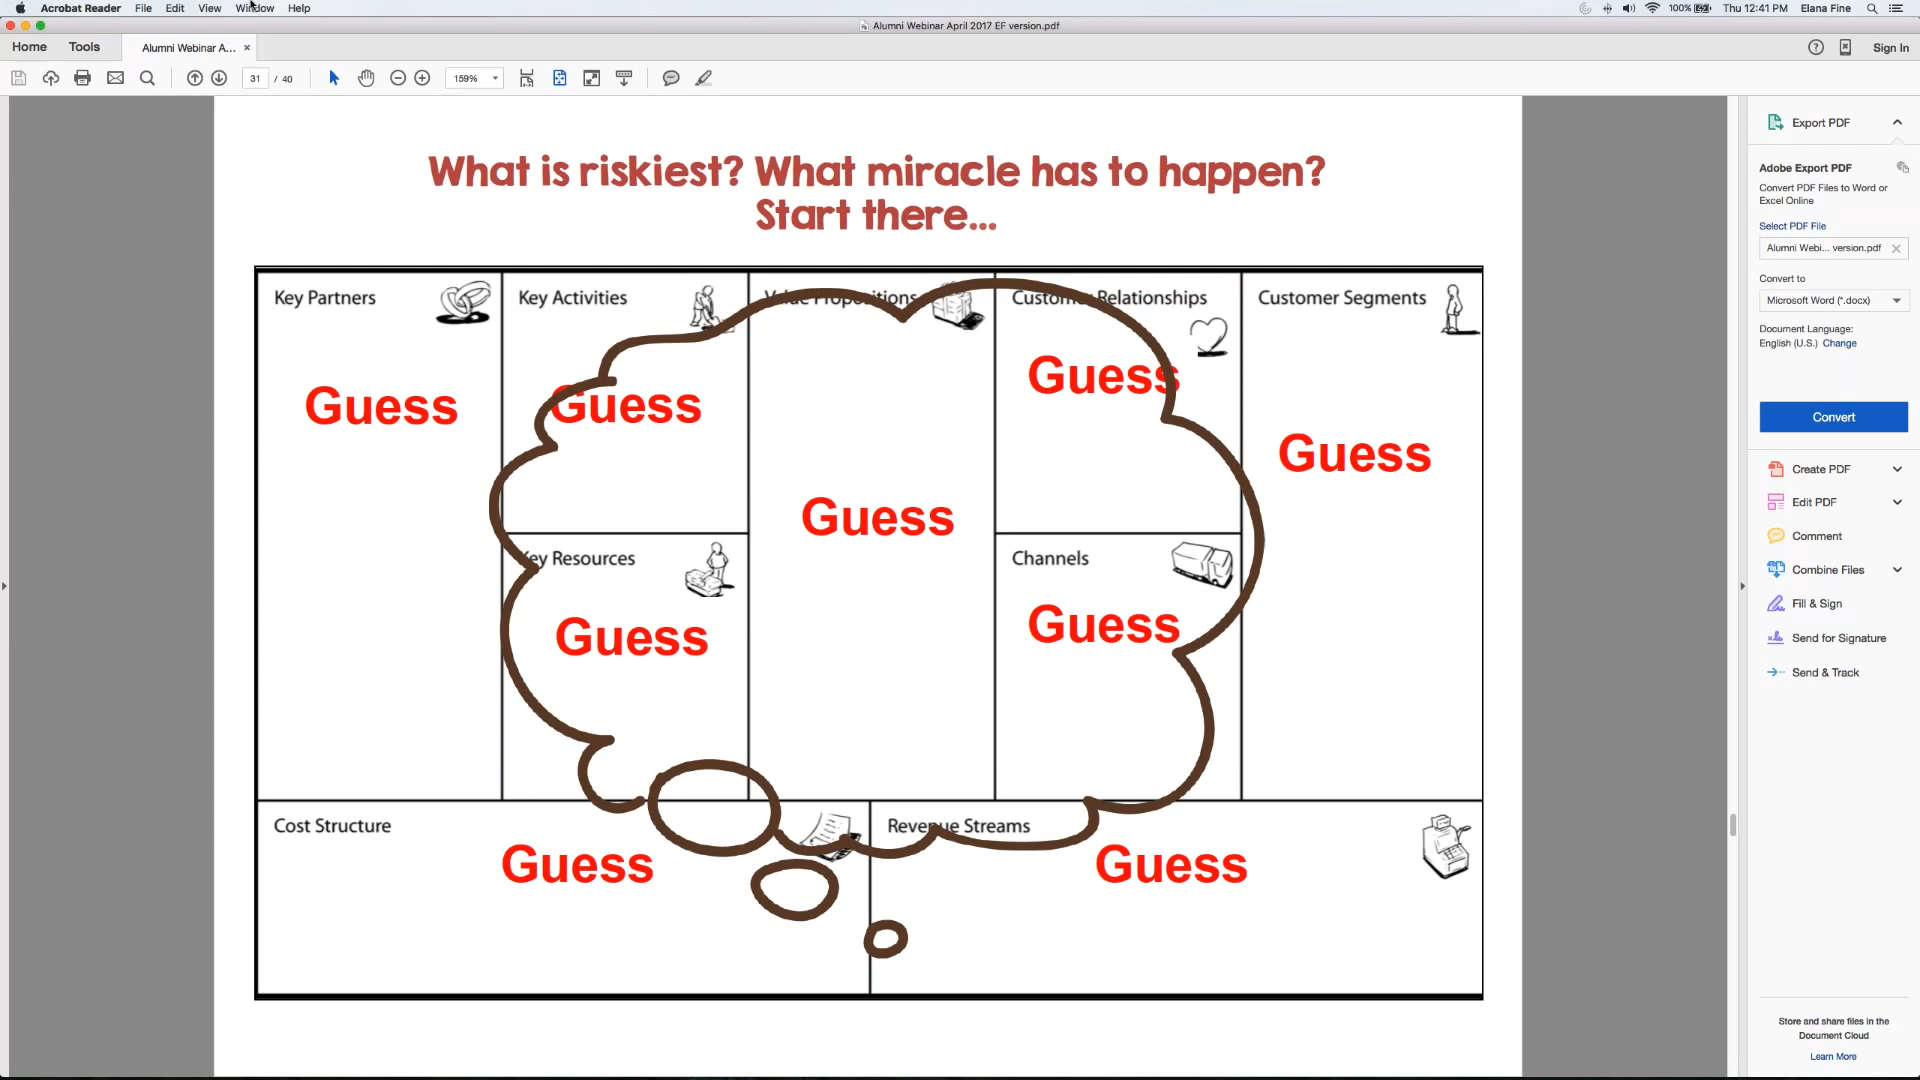 Acrobat Reader File Edit View Window Help 100% Thu 12:41 PM Elana Fine
Alumni Webinar April 2017 EF version.pdf
Home Tools Alumni Webinar A... × Sign In
31 / 40 159%
What is riskiest? What miracle has to happen?
Start there...
Key Partners
Guess
Key Activities
Guess
Key Resources
Guess
Value Propositions
Guess
Customer Relationships
Guess
Channels
Guess
Customer Segments
Guess
Cost Structure
Guess
Revenue Streams
Guess
Export PDF
Adobe Export PDF
Convert PDF Files to Word or
Excel Online
Select PDF File
Alumni Webi... version.pdf
Convert to
Microsoft Word (*.docx)
Document Language:
English (U.S.) Change
Convert
Create PDF
Edit PDF
Comment
Combine Files
Fill & Sign
Send for Signature
Send & Track
Store and share files in the
Document Cloud
Learn More